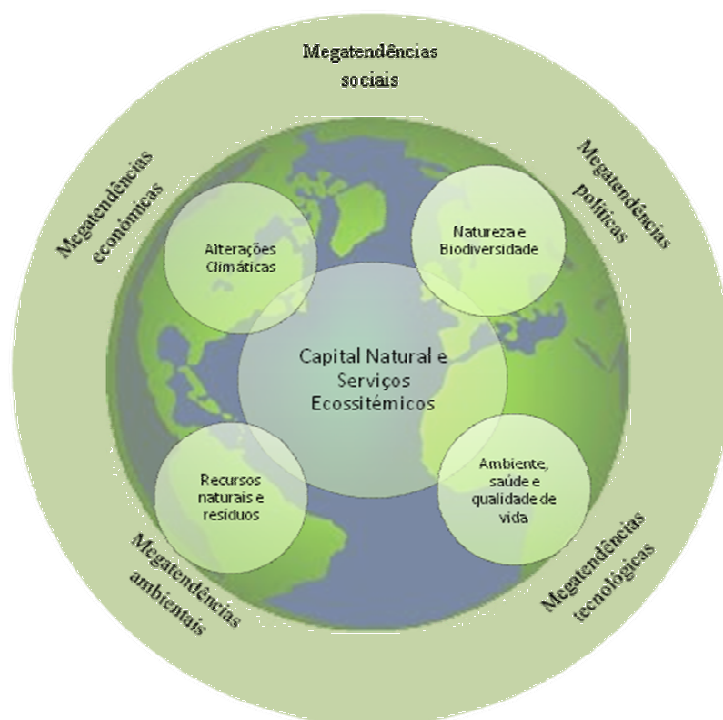 Megatendências
sociais
Megatendências
económicas
Megatendências
políticas
Alterações
Climáticas
Natureza e
Biodiversidade
Capital Natural e
Serviços
Ecossitémicos
Recursos
naturais e
resíduos
Ambiente,
saúde e
qualidade de
vida
Megatendências
ambientais
Megatendências
tecnológicas